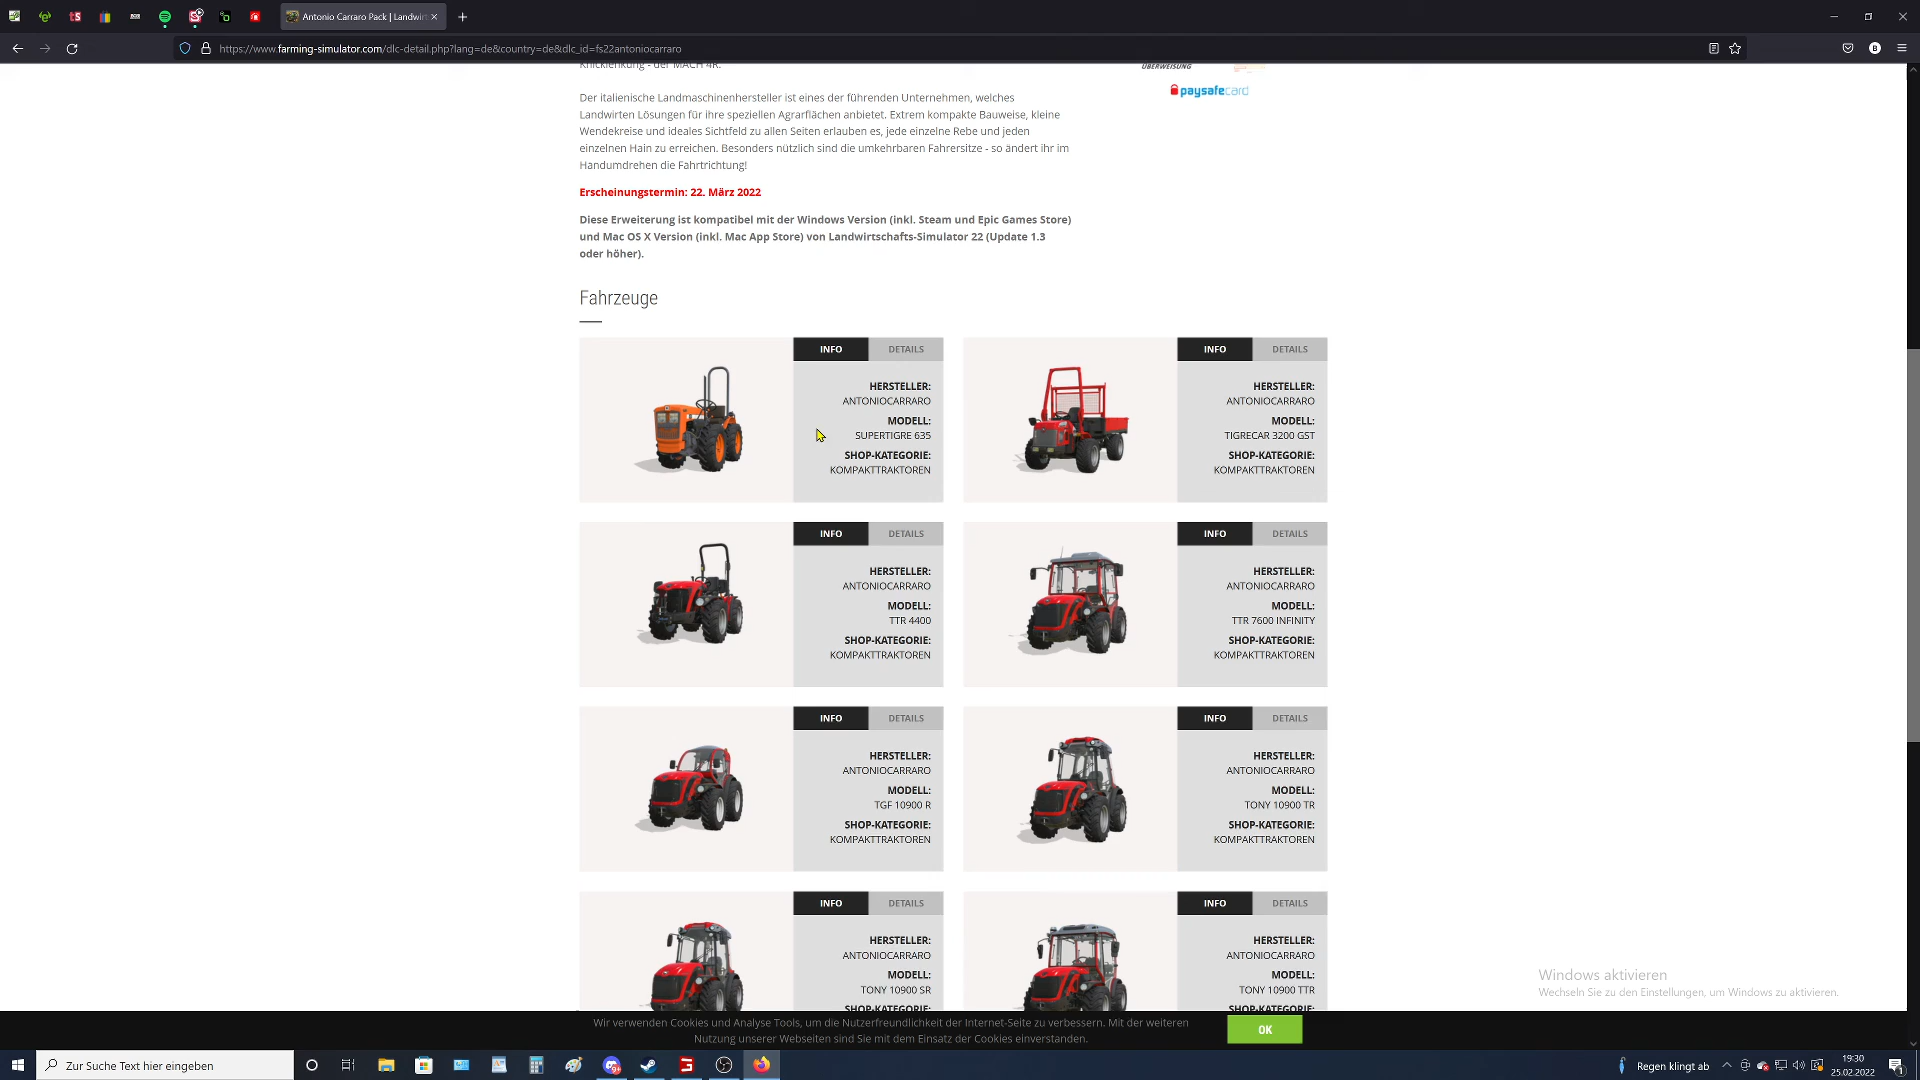 Antonio Carraro Pack | Landwirt
https://www.farming-simulator.com/dlc-detail.php?lang=de&country=de&dlc_id=fs22antoniocarraro
Knicklenkung - der MACH 4R.
ÜBERWEISUNG
paysafecard
Der italienische Landmaschinenhersteller ist eines der führenden Unternehmen, welches
Landwirten Lösungen für ihre speziellen Agrarflächen anbietet. Extrem kompakte Bauweise, kleine
Wendekreise und ideales Sichtfeld zu allen Seiten erlauben es, jede einzelne Rebe und jeden
einzelnen Hain zu erreichen. Besonders nützlich sind die umkehrbaren Fahrersitze - so ändert ihr im
Handumdrehen die Fahrtrichtung!
Erscheinungstermin: 22. März 2022
Diese Erweiterung ist kompatibel mit der Windows Version (inkl. Steam und Epic Games Store)
und Mac OS X Version (inkl. Mac App Store) von Landwirtschafts-Simulator 22 (Update 1.3
oder höher).
Fahrzeuge
INFO DETAILS
HERSTELLER:
ANTONIOCARRARO
MODELL:
SUPERTIGRE 635
SHOP-KATEGORIE:
KOMPAKTTRAKTOREN
INFO DETAILS
HERSTELLER:
ANTONIOCARRARO
MODELL:
TIGRECAR 3200 GST
SHOP-KATEGORIE:
KOMPAKTTRAKTOREN
INFO DETAILS
HERSTELLER:
ANTONIOCARRARO
MODELL:
TTR 4400
SHOP-KATEGORIE:
KOMPAKTTRAKTOREN
INFO DETAILS
HERSTELLER:
ANTONIOCARRARO
MODELL:
TTR 7600 INFINITY
SHOP-KATEGORIE:
KOMPAKTTRAKTOREN
INFO DETAILS
HERSTELLER:
ANTONIOCARRARO
MODELL:
TGF 10900 R
SHOP-KATEGORIE:
KOMPAKTTRAKTOREN
INFO DETAILS
HERSTELLER:
ANTONIOCARRARO
MODELL:
TONY 10900 TR
SHOP-KATEGORIE:
KOMPAKTTRAKTOREN
INFO DETAILS
HERSTELLER:
ANTONIOCARRARO
MODELL:
TONY 10900 SR
SHOP-KATEGORIE:
INFO DETAILS
HERSTELLER:
ANTONIOCARRARO
MODELL:
TONY 10900 TTR
SHOP-KATEGORIE:
Windows aktivieren
Wechseln Sie zu den Einstellungen, um Windows zu aktivieren.
Wir verwenden Cookies und Analyse Tools, um die Nutzerfreundlichkeit der Internet-Seite zu verbessern. Mit der weiteren
Nutzung unserer Webseiten sind Sie mit dem Einsatz der Cookies einverstanden.
OK
Zur Suche Text hier eingeben
Regen klingt ab
19:30
25.02.2022